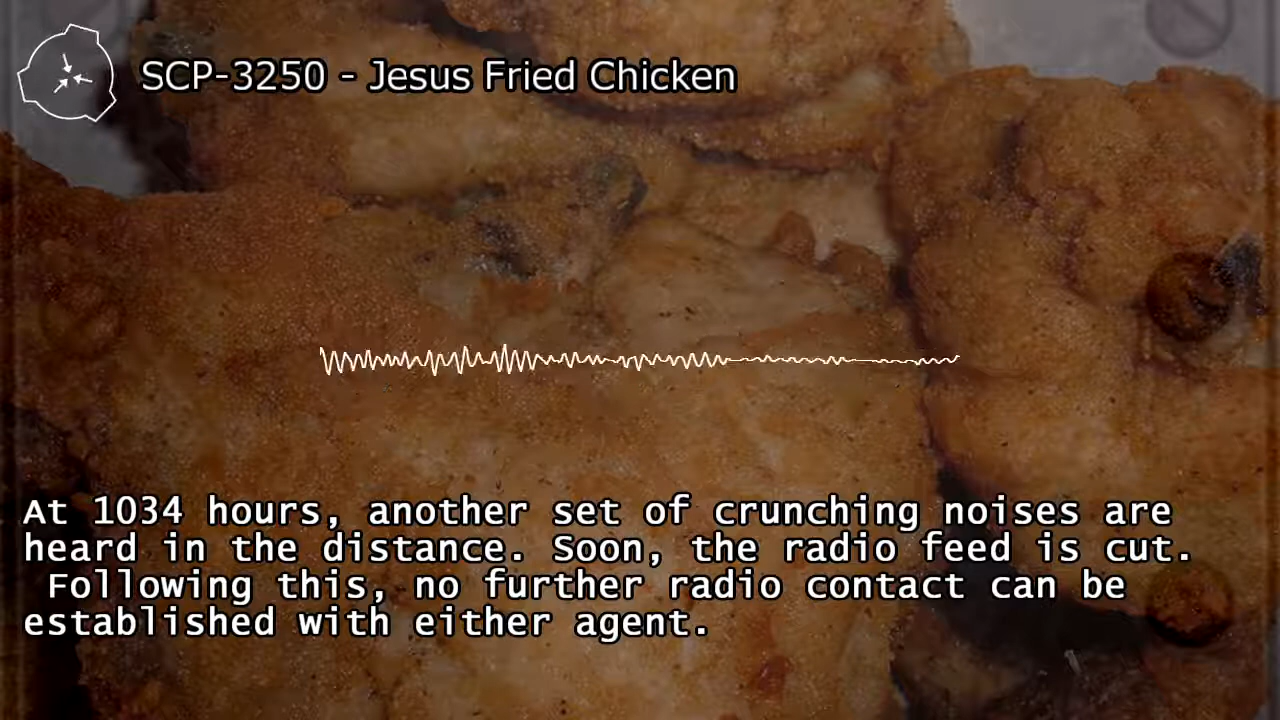 SCP-3250 - Jesus Fried Chicken
At 1034 hours, another set of crunching noises are
heard in the distance. Soon, the radio feed is cut.
Following this, no further radio contact can be
established with either agent.